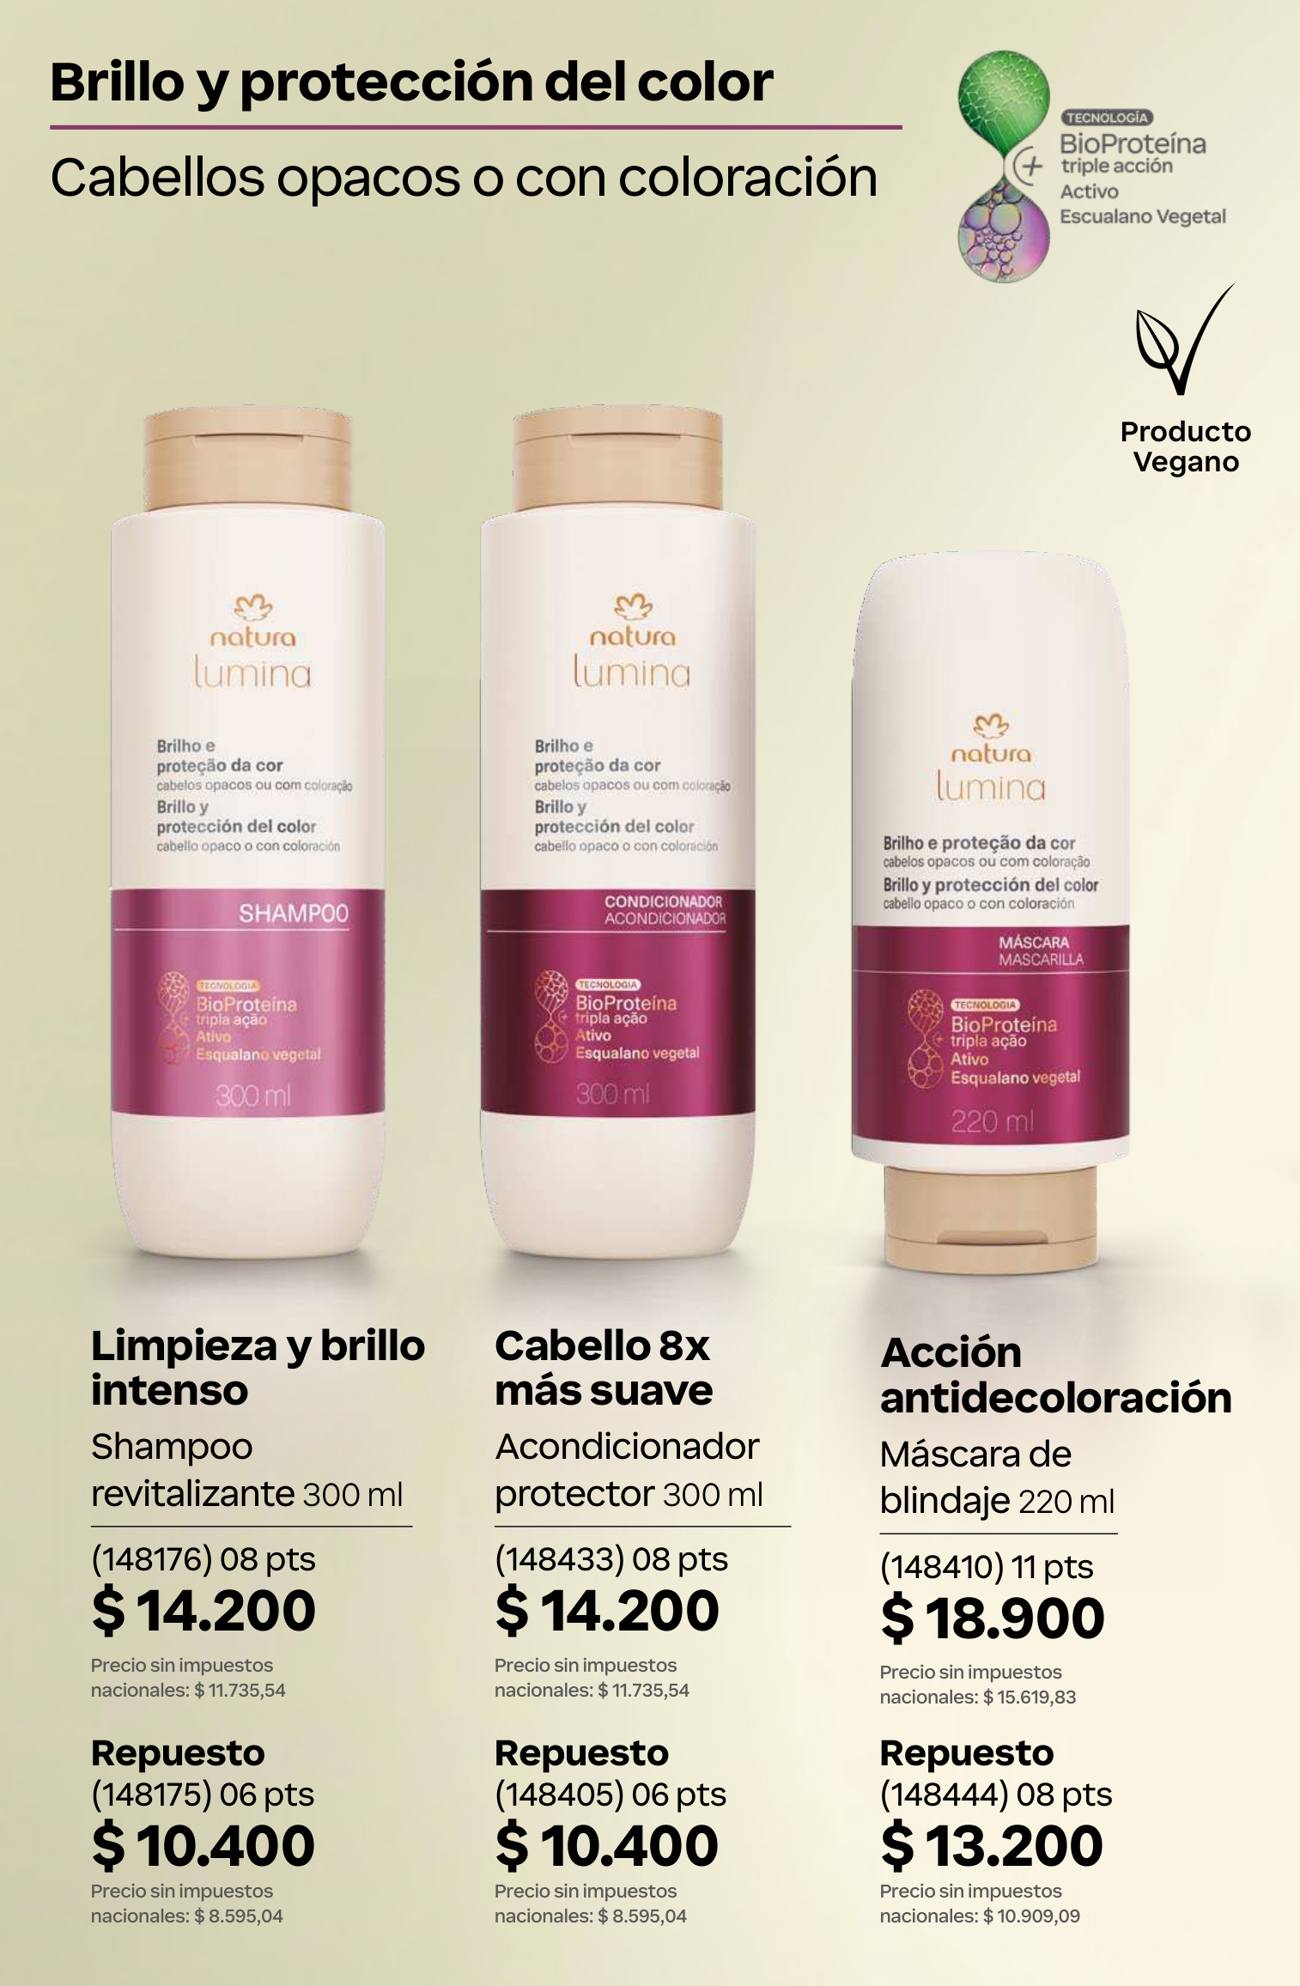 Brillo y protección del color
Cabellos opacos o con coloración
TECNOLOGÍA
BioProteína
triple acción
+
Activo
Escualano Vegetal
Producto
Vegano
natura
lumina
Brilho e
proteção da cor
cabelos opacos ou com coloração
Brillo y
protección del color
cabello opaco o con coloración
SHAMPOO
TECNOLOGIA
BioProteína
tripla ação
+
Ativo
Esqualano vegetal
300 ml
natura
lumina
Brilho e
proteção da cor
cabelos opacos ou com coloração
Brillo y
protección del color
cabello opaco o con coloración
CONDICIONADOR
ACONDICIONADOR
TECNOLOGIA
BioProteína
tripla ação
+
Ativo
Esqualano vegetal
300 ml
natura
lumina
Brilho e proteção da cor
cabelos opacos ou com coloração
Brillo y protección del color
cabello opaco o con coloración
MÁSCARA
MASCARILLA
TECNOLOGIA
BioProteína
tripla ação
+
Ativo
Esqualano vegetal
220 ml
Limpieza y brillo
intenso
Shampoo
revitalizante 300 ml
(148176) 08 pts
$ 14.200
Precio sin impuestos
nacionales: $ 11.735,54
Repuesto
(148175) 06 pts
$ 10.400
Precio sin impuestos
nacionales: $ 8.595,04
Cabello 8x
más suave
Acondicionador
protector 300 ml
(148433) 08 pts
$ 14.200
Precio sin impuestos
nacionales: $ 11.735,54
Repuesto
(148405) 06 pts
$ 10.400
Precio sin impuestos
nacionales: $ 8.595,04
Acción
antidecoloración
Máscara de
blindaje 220 ml
(148410) 11 pts
$ 18.900
Precio sin impuestos
nacionales: $ 15.619,83
Repuesto
(148444) 08 pts
$ 13.200
Precio sin impuestos
nacionales: $ 10.909,09